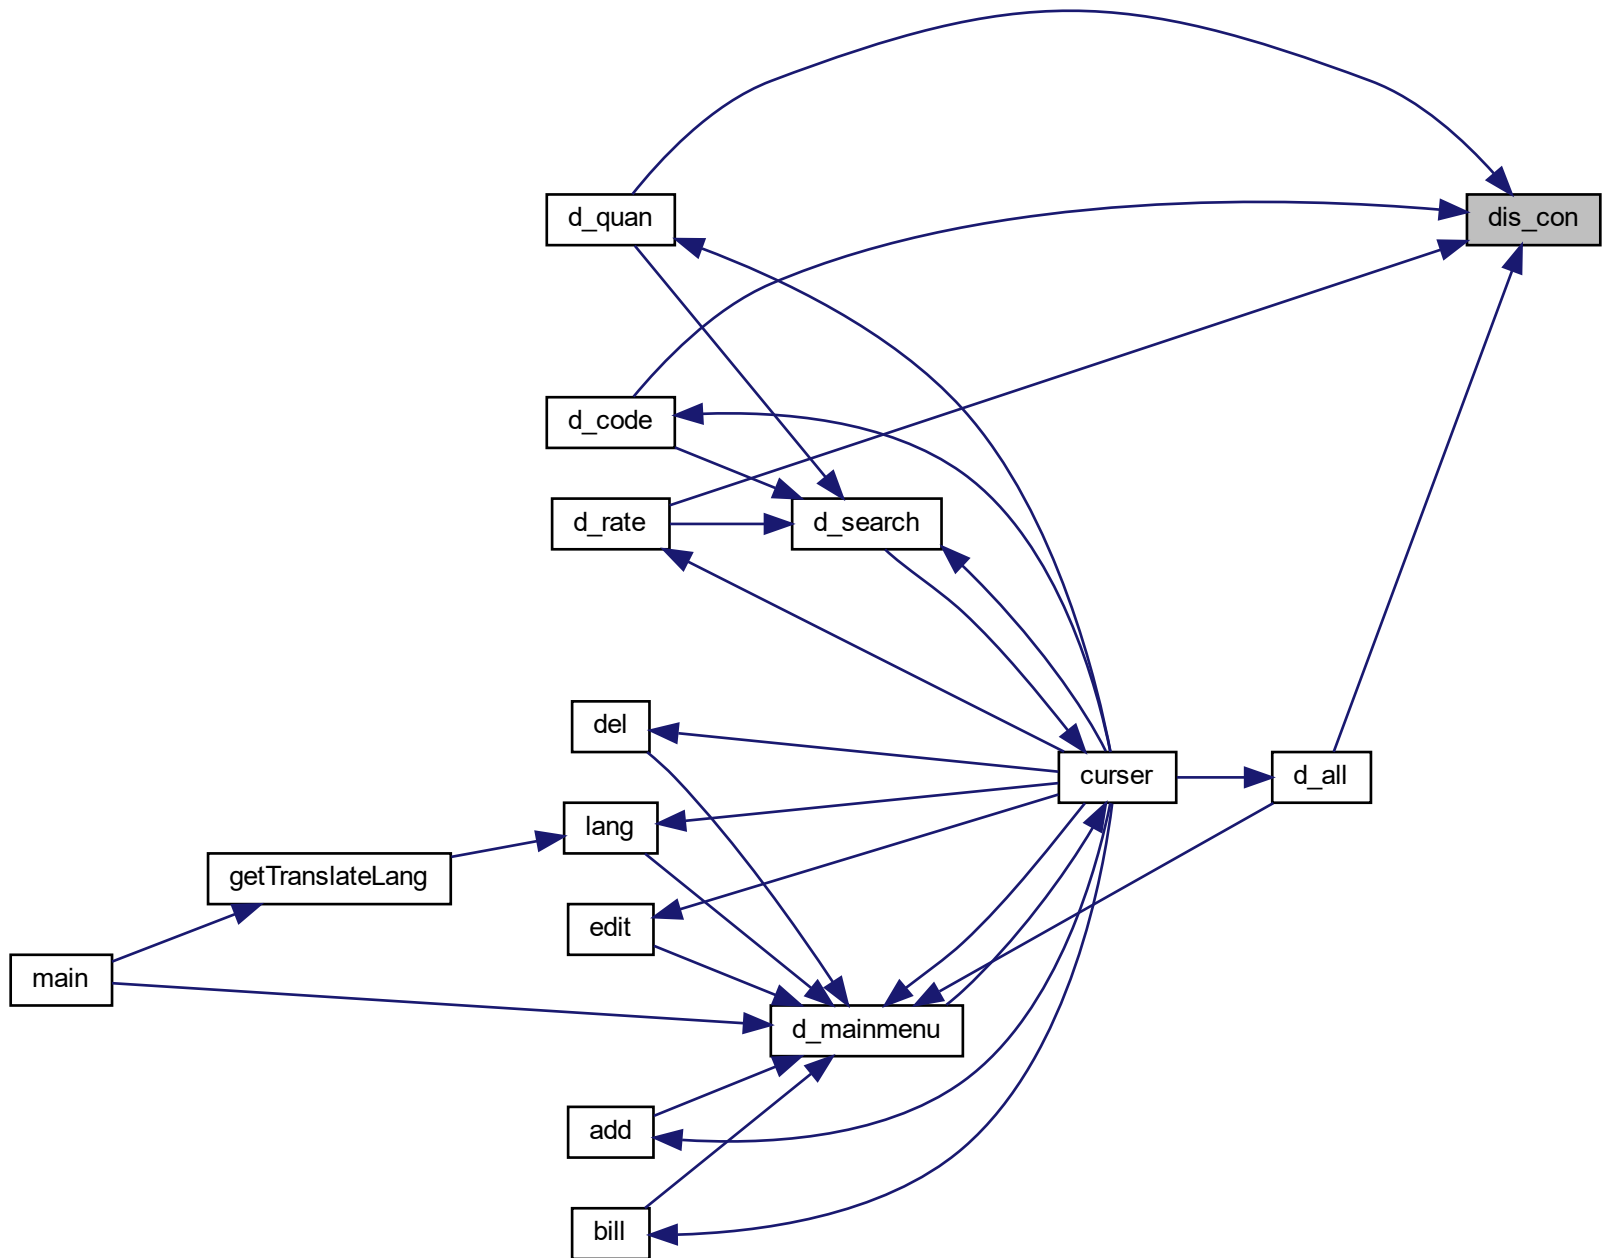 d_quan
dis_con
d_code
d_rate
d_search
del
curser
d_all
lang
getTranslateLang
edit
main
d_mainmenu
add
bill